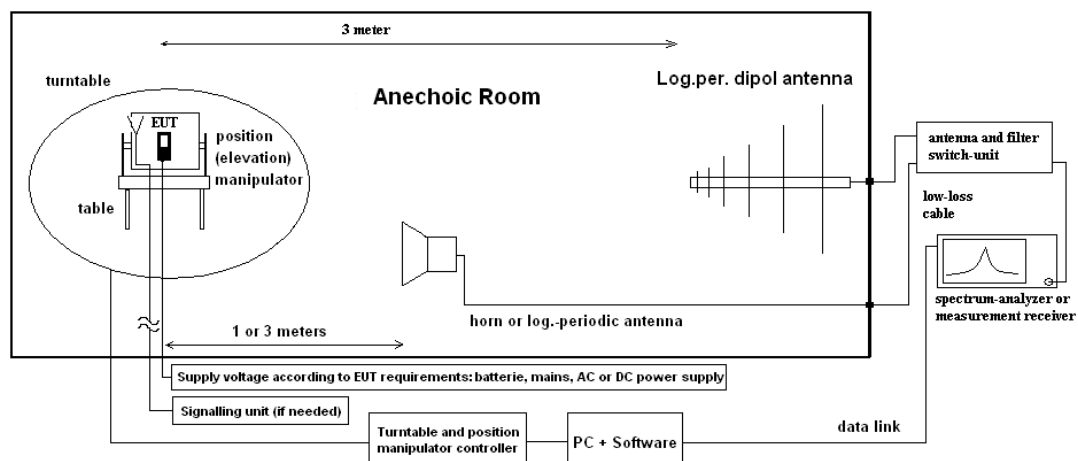 3 meter
turntable
Log.per. dipol antenna
Anechoic Room
EUT
position
(elevation)
manipulator
antenna and filter
switch-unit
table
low-loss
cable
horn or log.-periodic antenna
spectrum-analyzer or
measurement receiver
1 or 3 meters
Supply voltage according to EUT requirements: batterie, mains, AC or DC power supply
Signalling unit (if needed)
Turntable and position
manipulator controller
PC + Software
data link